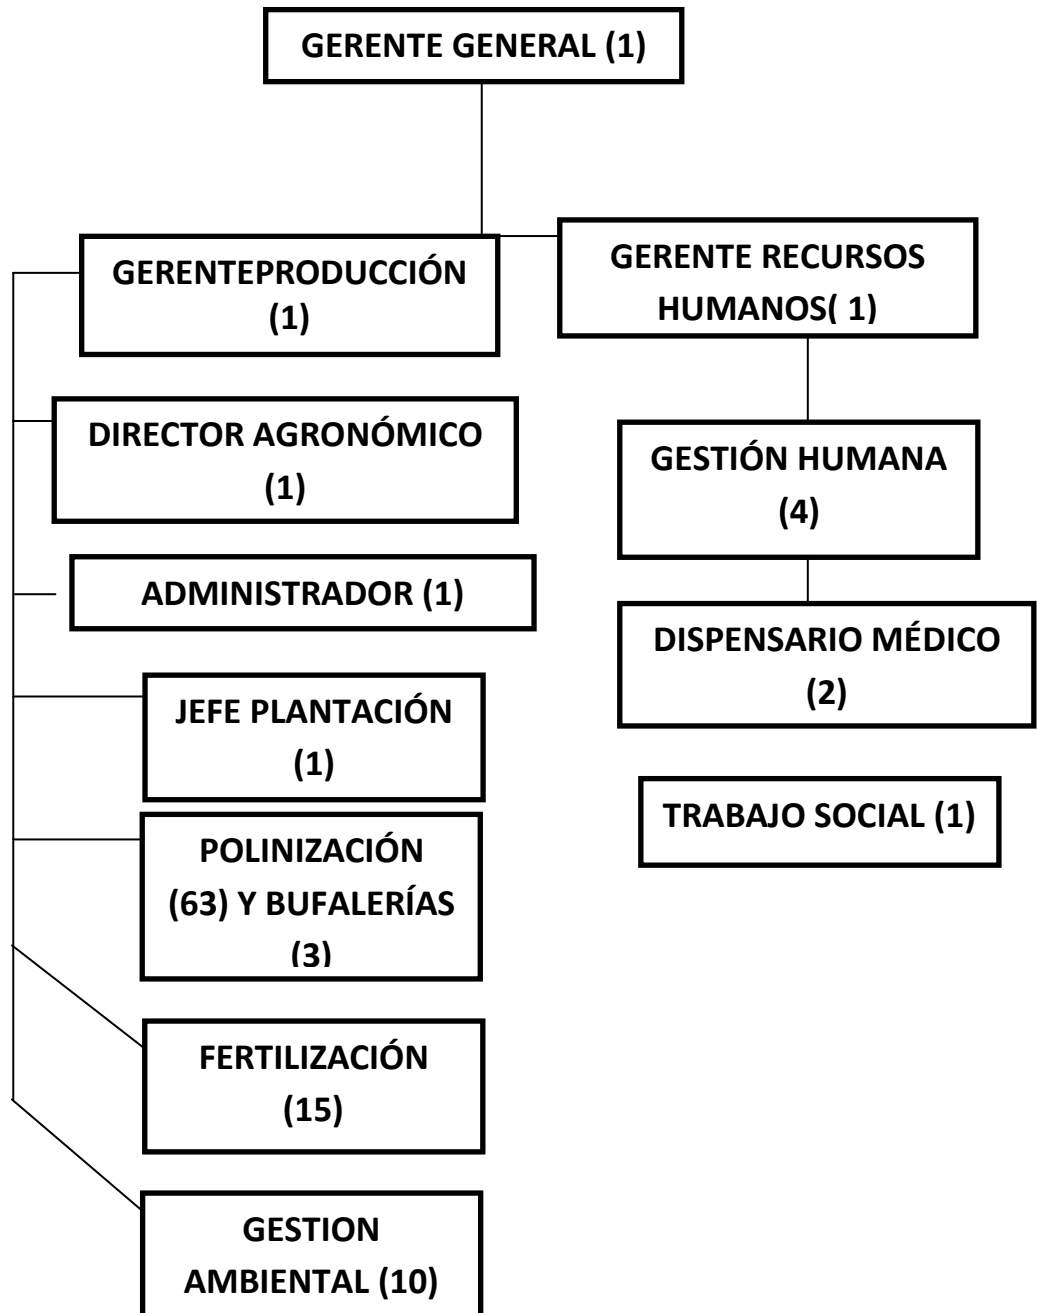 GERENTE GENERAL (1)
GERENTEPRODUCCIÓN
(1)
GERENTE RECURSOS
HUMANOS( 1)
DIRECTOR AGRONÓMICO
(1)
GESTIÓN HUMANA
(4)
ADMINISTRADOR (1)
DISPENSARIO MÉDICO
(2)
JEFE PLANTACIÓN
(1)
TRABAJO SOCIAL (1)
POLINIZACIÓN
(63) Y BUFALERÍAS
(3)
FERTILIZACIÓN
(15)
GESTION
AMBIENTAL (10)